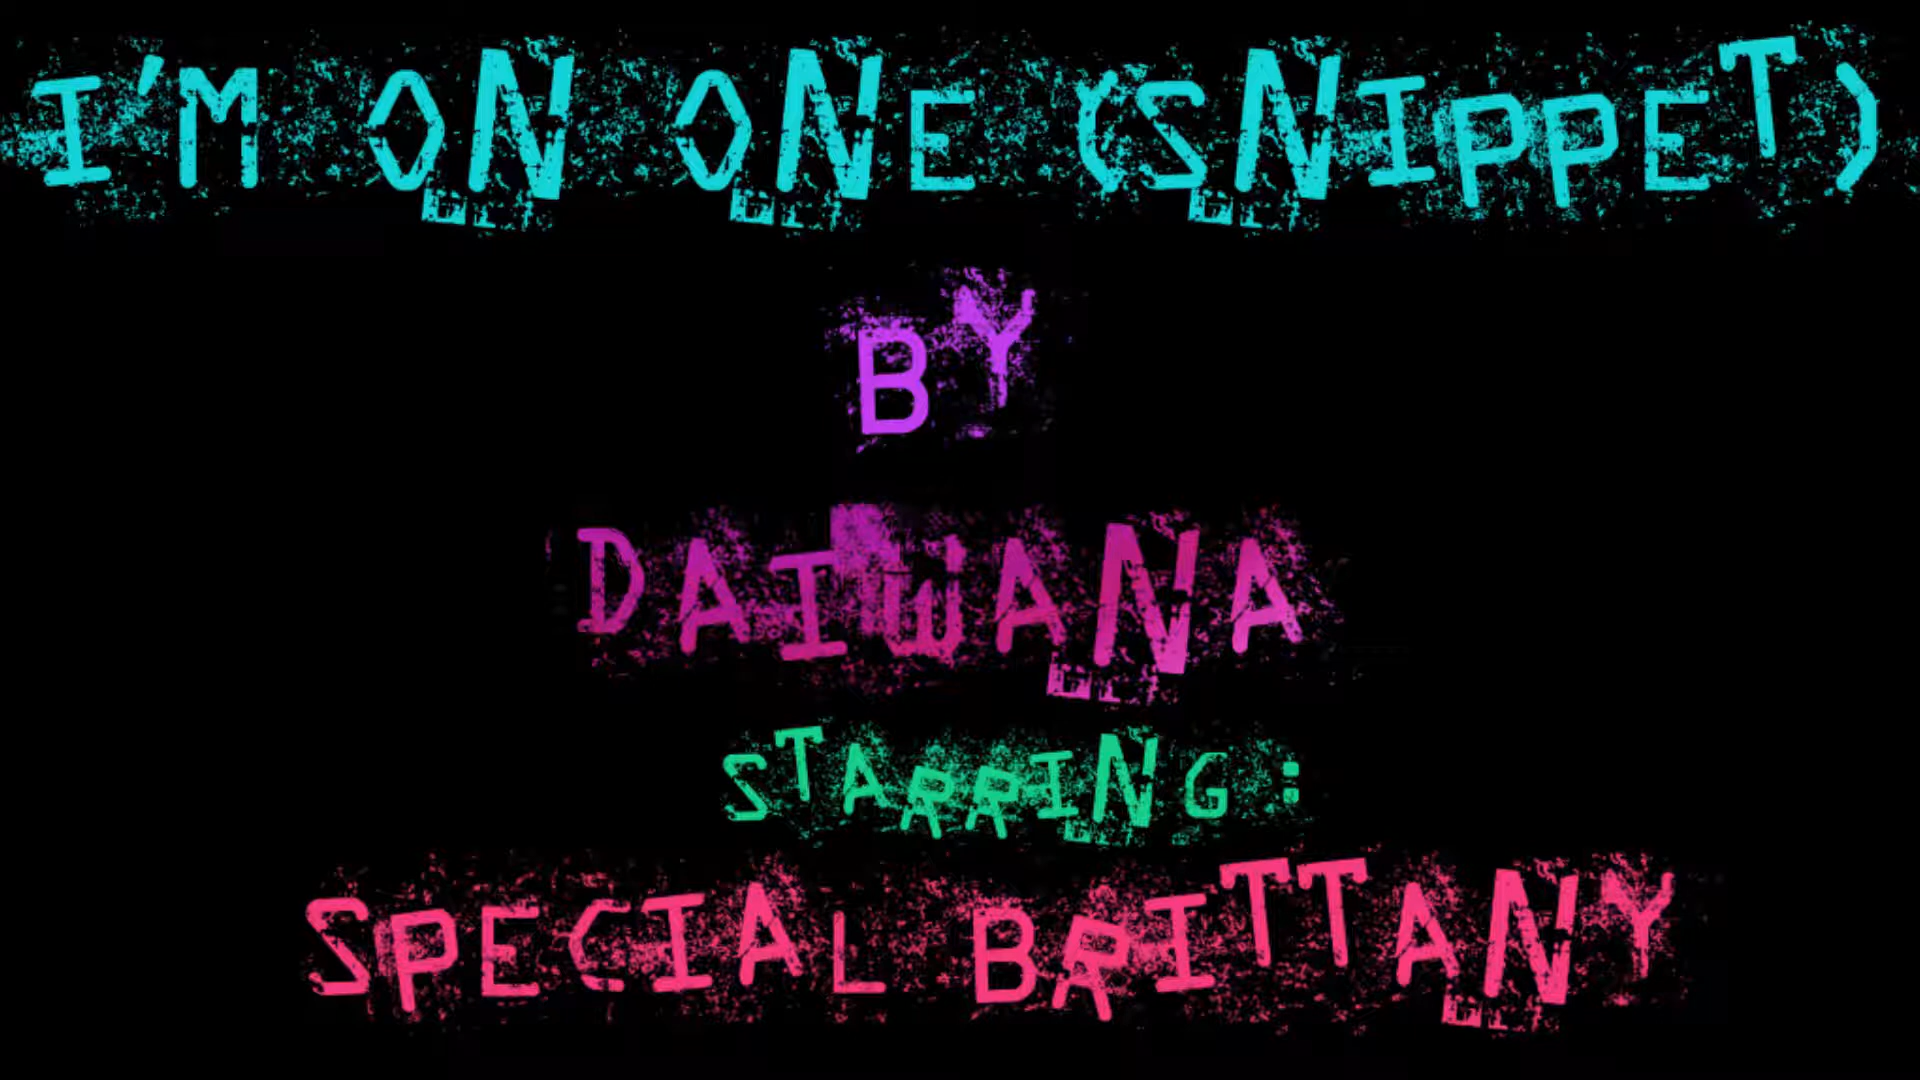 I'M ON ONE (SNIPPET)
BY
DAIWANA
STARRING:
SPECIAL BRITTANY